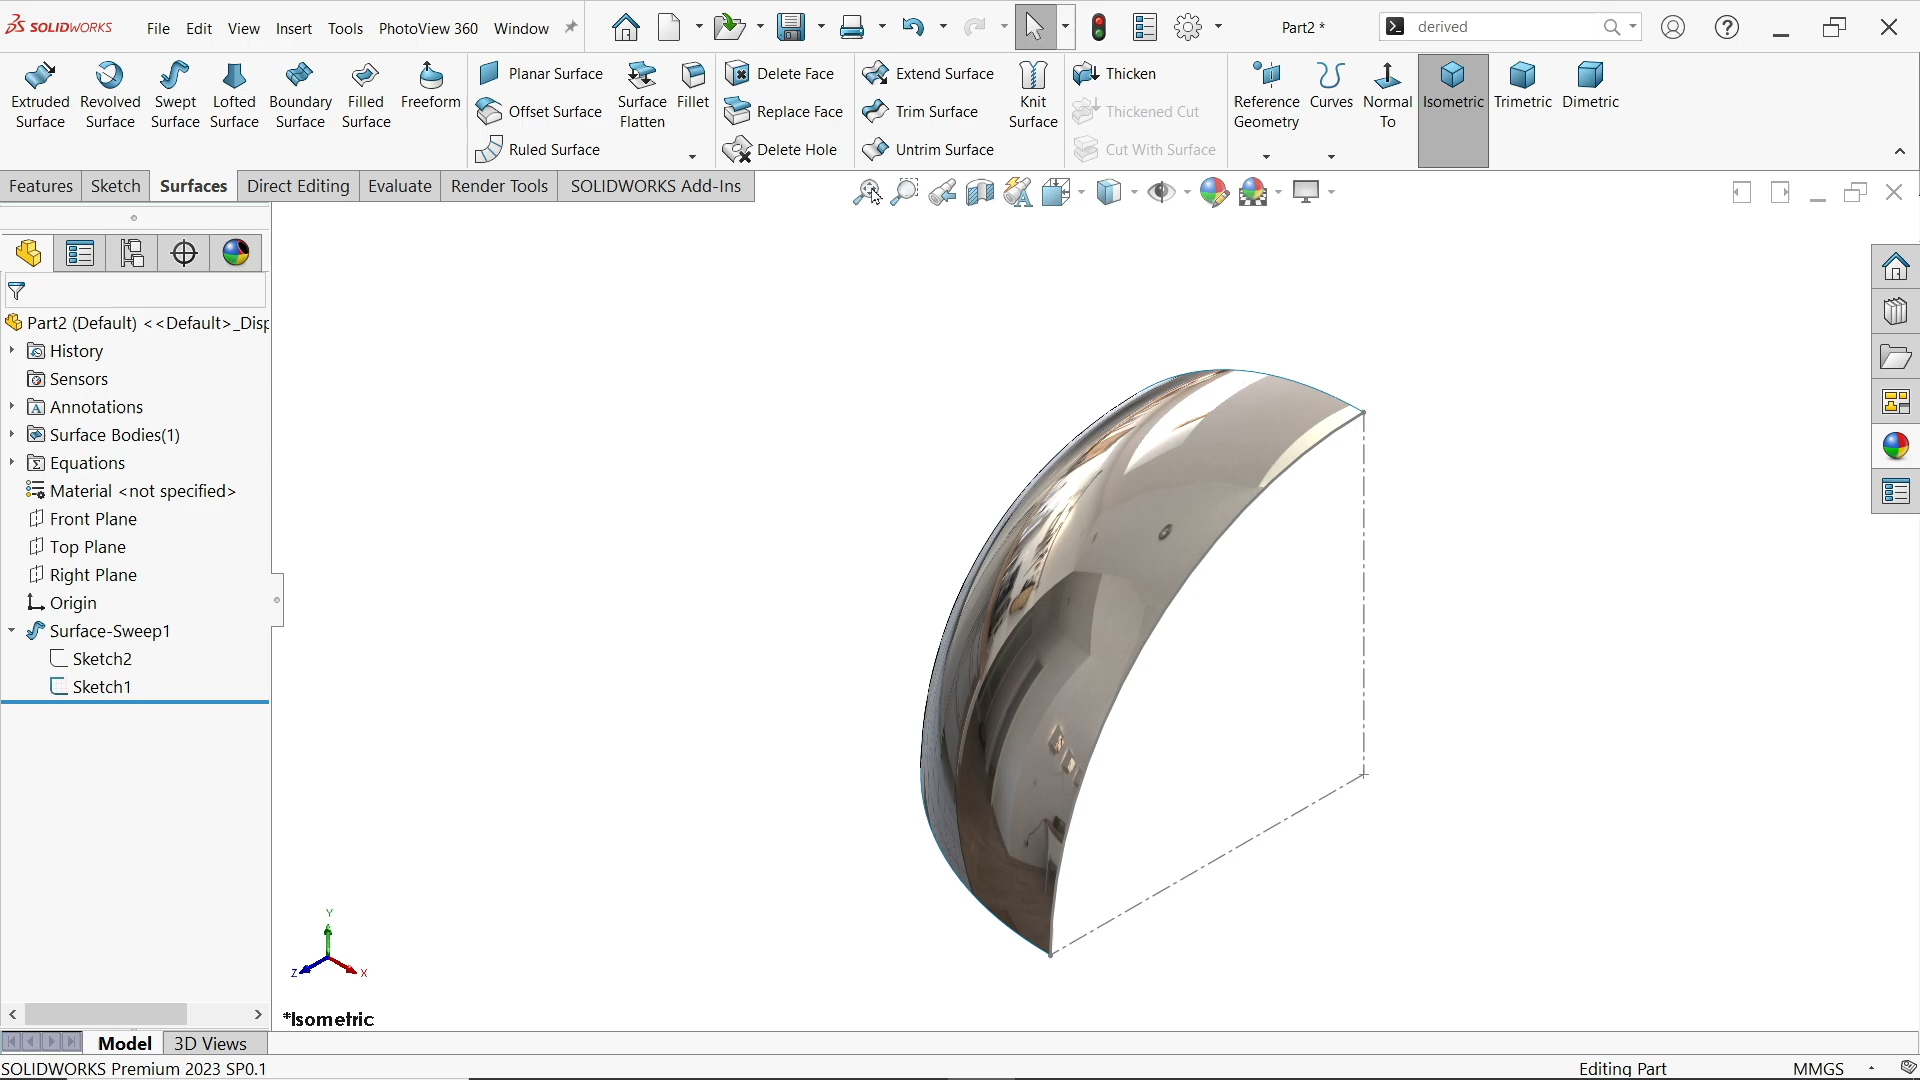 SOLIDWORKS File Edit View Insert Tools PhotoView 360 Window Part2 * derived
Extruded Surface
Revolved Surface
Swept Surface
Lofted Surface
Boundary Surface
Filled Surface
Freeform
Planar Surface
Offset Surface
Ruled Surface
Surface Flatten
Fillet
Delete Face
Replace Face
Delete Hole
Extend Surface
Trim Surface
Untrim Surface
Knit Surface
Thicken
Thickened Cut
Cut With Surface
Reference Geometry
Curves
Normal To
Isometric
Trimetric
Dimetric
Features Sketch Surfaces Direct Editing Evaluate Render Tools SOLIDWORKS Add-Ins
Part2 (Default) <<Default>_Disp
History
Sensors
Annotations
Surface Bodies(1)
Equations
Material <not specified>
Front Plane
Top Plane
Right Plane
Origin
Surface-Sweep1
Sketch2
Sketch1
Y
Z X
*Isometric
Model 3D Views
SOLIDWORKS Premium 2023 SP0.1 Editing Part MMGS